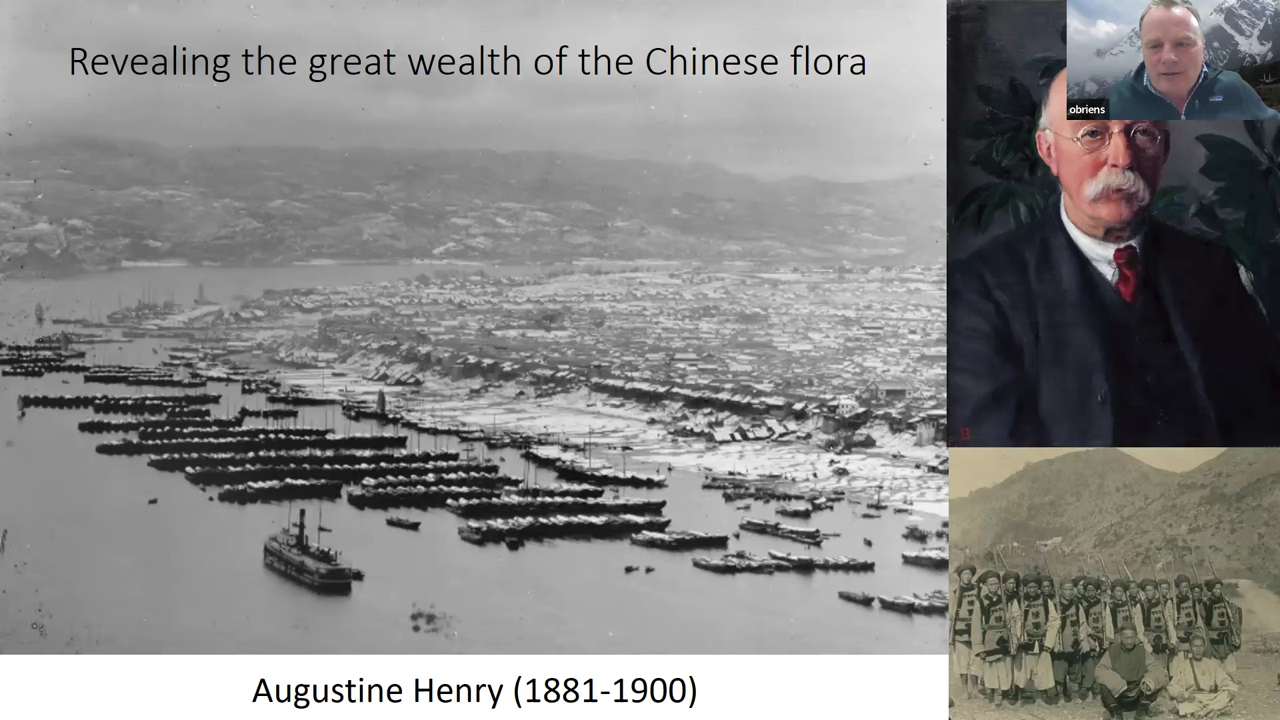 Revealing the great wealth of the Chinese flora
obriens
Augustine Henry (1881-1900)